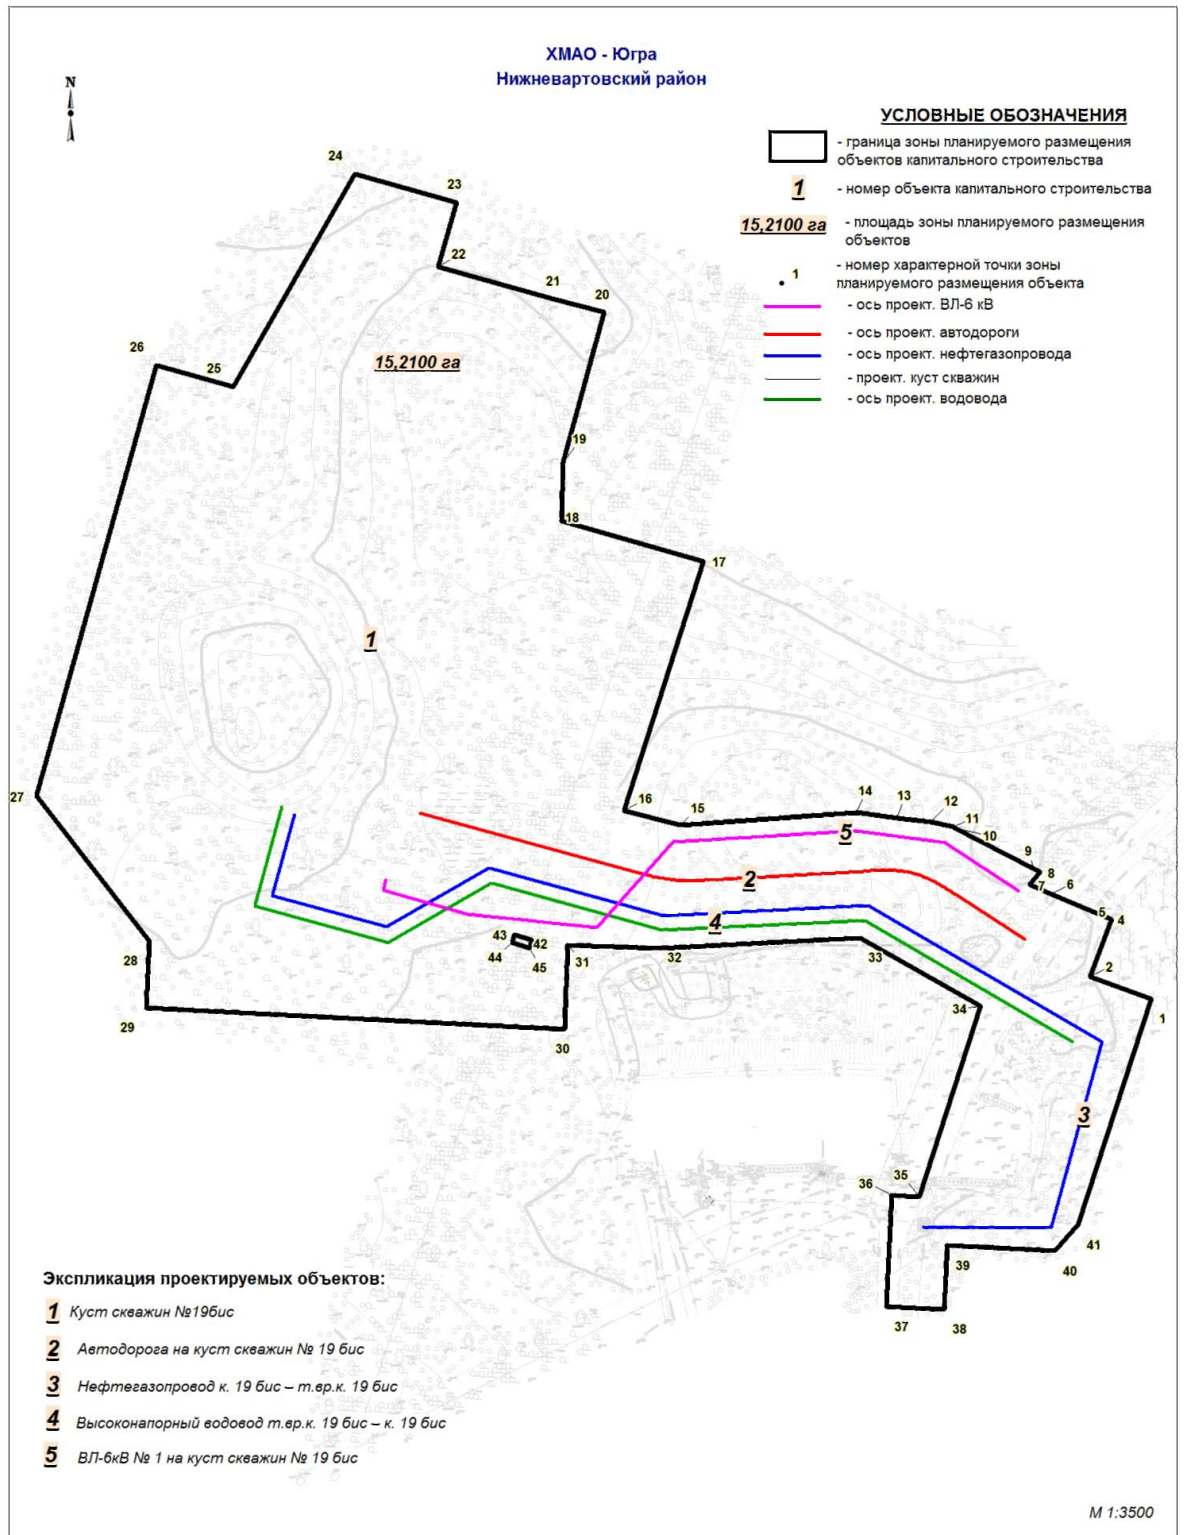 ХМАО - Югра
Нижневартовский район
N
УСЛОВНЫЕ ОБОЗНАЧЕНИЯ
- граница зоны планируемого размещения
объектов капитального строительства
1 - номер объекта капитального строительства
15,2100 га - площадь зоны планируемого размещения
объектов
1 - номер характерной точки зоны
планируемого размещения объекта
- ось проект. ВЛ-6 кВ
- ось проект. автодороги
- ось проект. нефтегазопровода
- проект. куст скважин
- ось проект. водовода
24
23
22
21
20
26
25
15,2100 га
19
18
17
1
27
16
15
14
13
12
11
10
5
9
8
7
6
2
5
4
4
43
42
44
45
28
31
32
33
2
29
30
34
1
3
36
35
41
39
40
37
38
Экспликация проектируемых объектов:
1 Куст скважин №19бис
2 Автодорога на куст скважин № 19 бис
3 Нефтегазопровод к. 19 бис – т.вр.к. 19 бис
4 Высоконапорный водовод т.вр.к. 19 бис – к. 19 бис
5 ВЛ-6кВ № 1 на куст скважин № 19 бис
М 1:3500